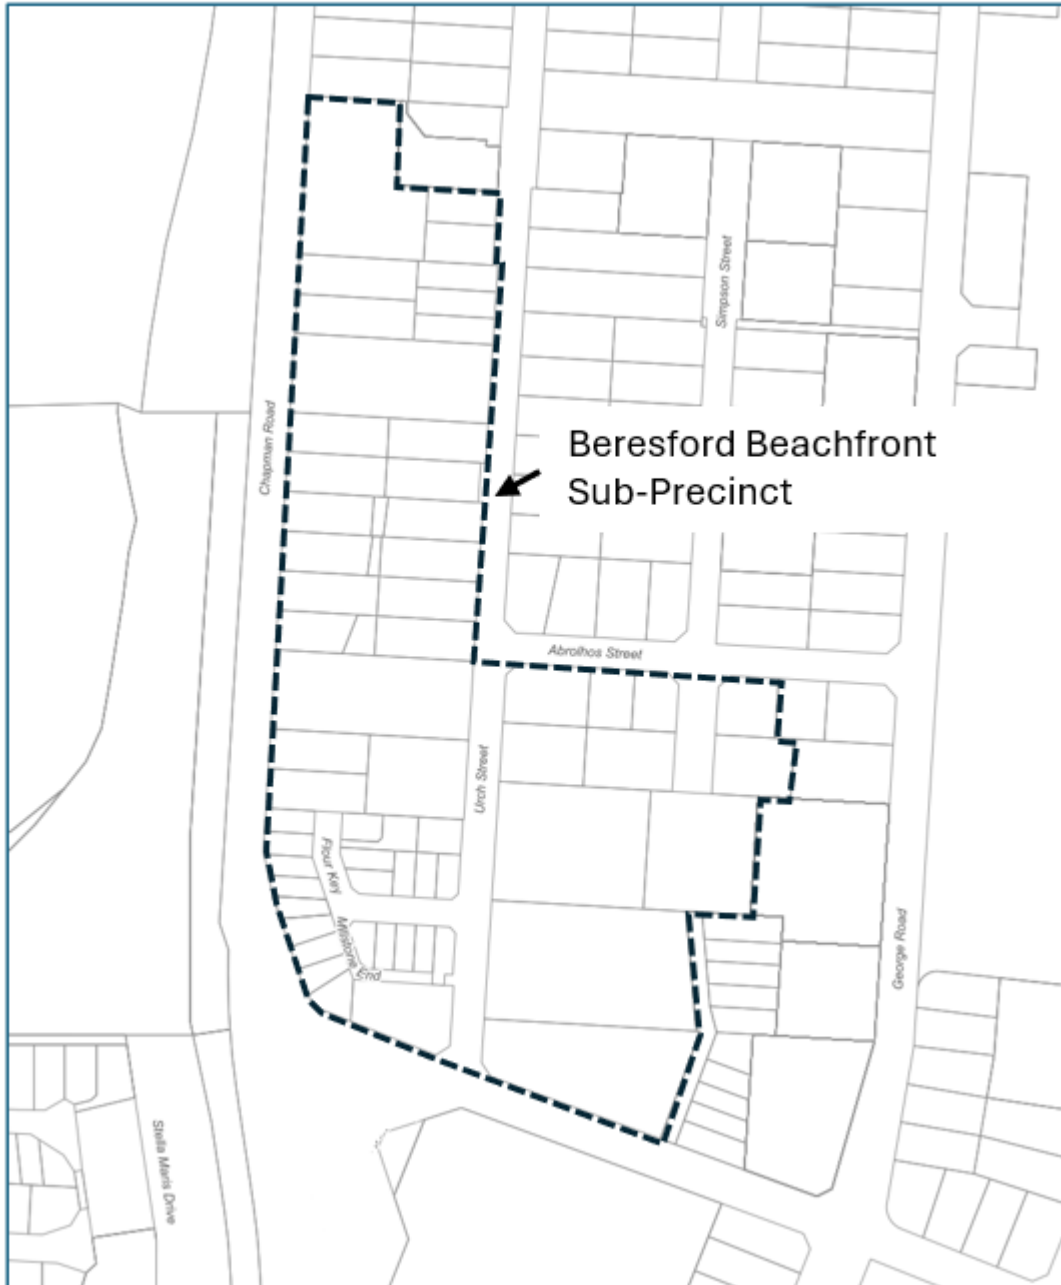 Simpson Street
Chapman Road
Beresford Beachfront
Sub-Precinct
Abrolhos Street
Urch Street
Flour Key
Millstone End
George Road
Stella Maris Drive